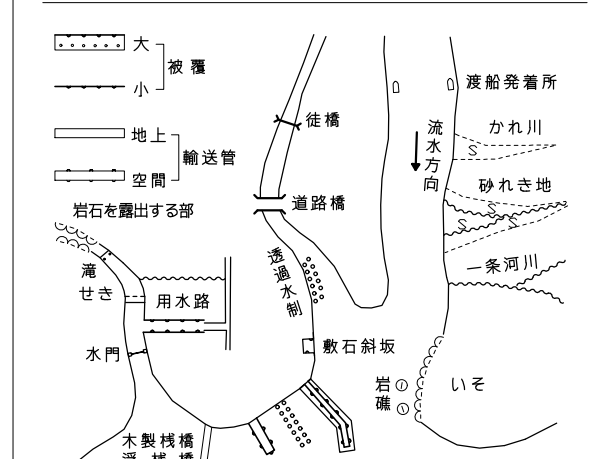 大
小
被覆
地上
空間
輸送管
岩石を露出する部
滝
せき
用水路
水門
徒橋
道路橋
透過水制
敷石斜坂
渡船発着所
流水方向
かれ川
砂れき地
一条河川
岩礁
いそ
木製桟橋